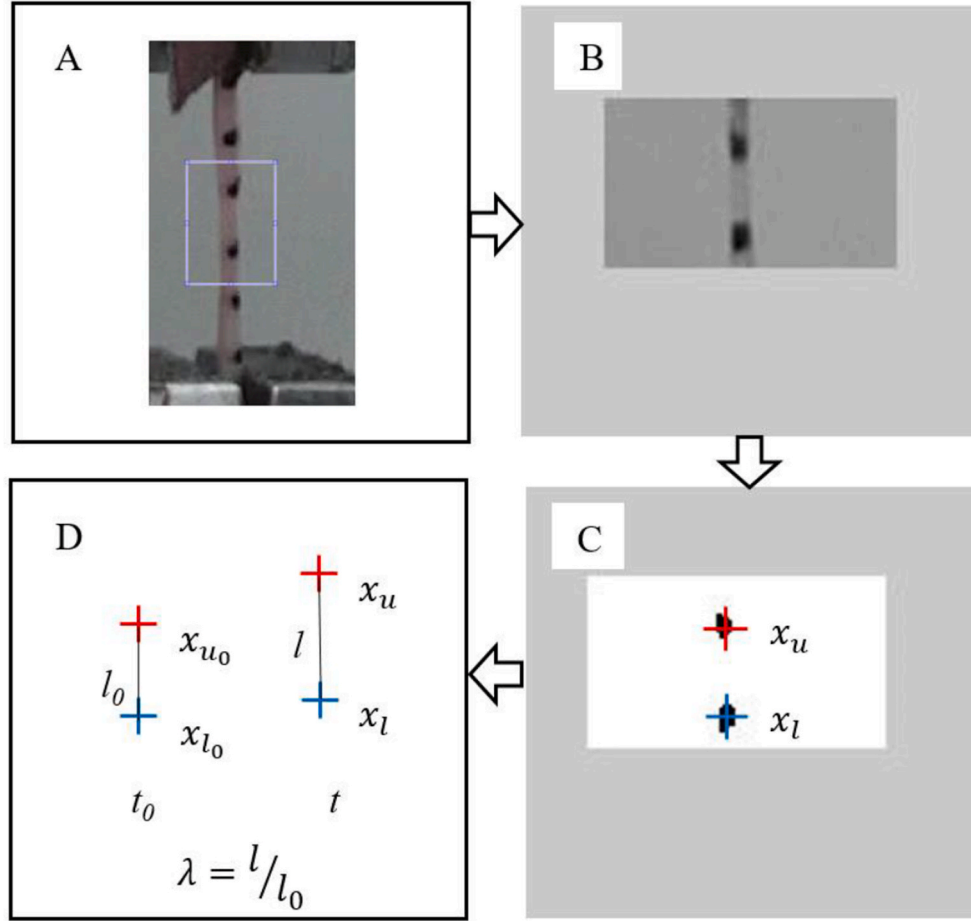 A
B
C
x_u
x_l
D
x_u
x_{u_0}
l
l_0
x_l
x_{l_0}
t_0
t
λ = l/l_0